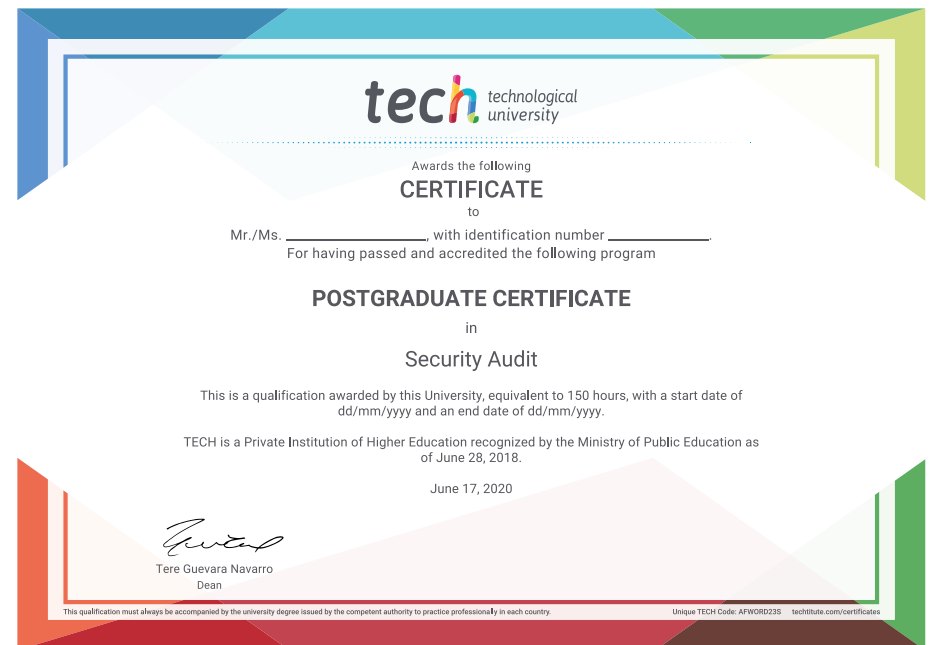 tech technological
university
Awards the following
CERTIFICATE
to
Mr./Ms. ____________________, with identification number ______________.
For having passed and accredited the following program
POSTGRADUATE CERTIFICATE
in
Security Audit
This is a qualification awarded by this University, equivalent to 150 hours, with a start date of
dd/mm/yyyy and an end date of dd/mm/yyyy.
TECH is a Private Institution of Higher Education recognized by the Ministry of Public Education as
of June 28, 2018.
June 17, 2020
Tere Guevara Navarro
Dean
This qualification must always be accompanied by the university degree issued by the competent authority to practice professionally in each country.
Unique TECH Code: AFWORD23S techtitute.com/certificates